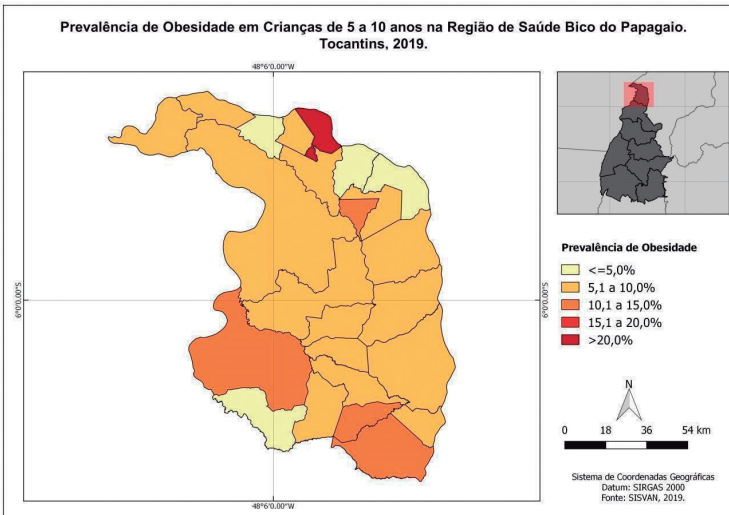 Prevalência de Obesidade em Crianças de 5 a 10 anos na Região de Saúde Bico do Papagaio.
Tocantins, 2019.
48°6'0.00"W
6°0'0.00"S
6°0'0.00"S
48°6'0.00"W
Prevalência de Obesidade
<=5,0%
5,1 a 10,0%
10,1 a 15,0%
15,1 a 20,0%
>20,0%
N
0 18 36 54 km
Sistema de Coordenadas Geográficas
Datum: SIRGAS 2000
Fonte: SISVAN, 2019.